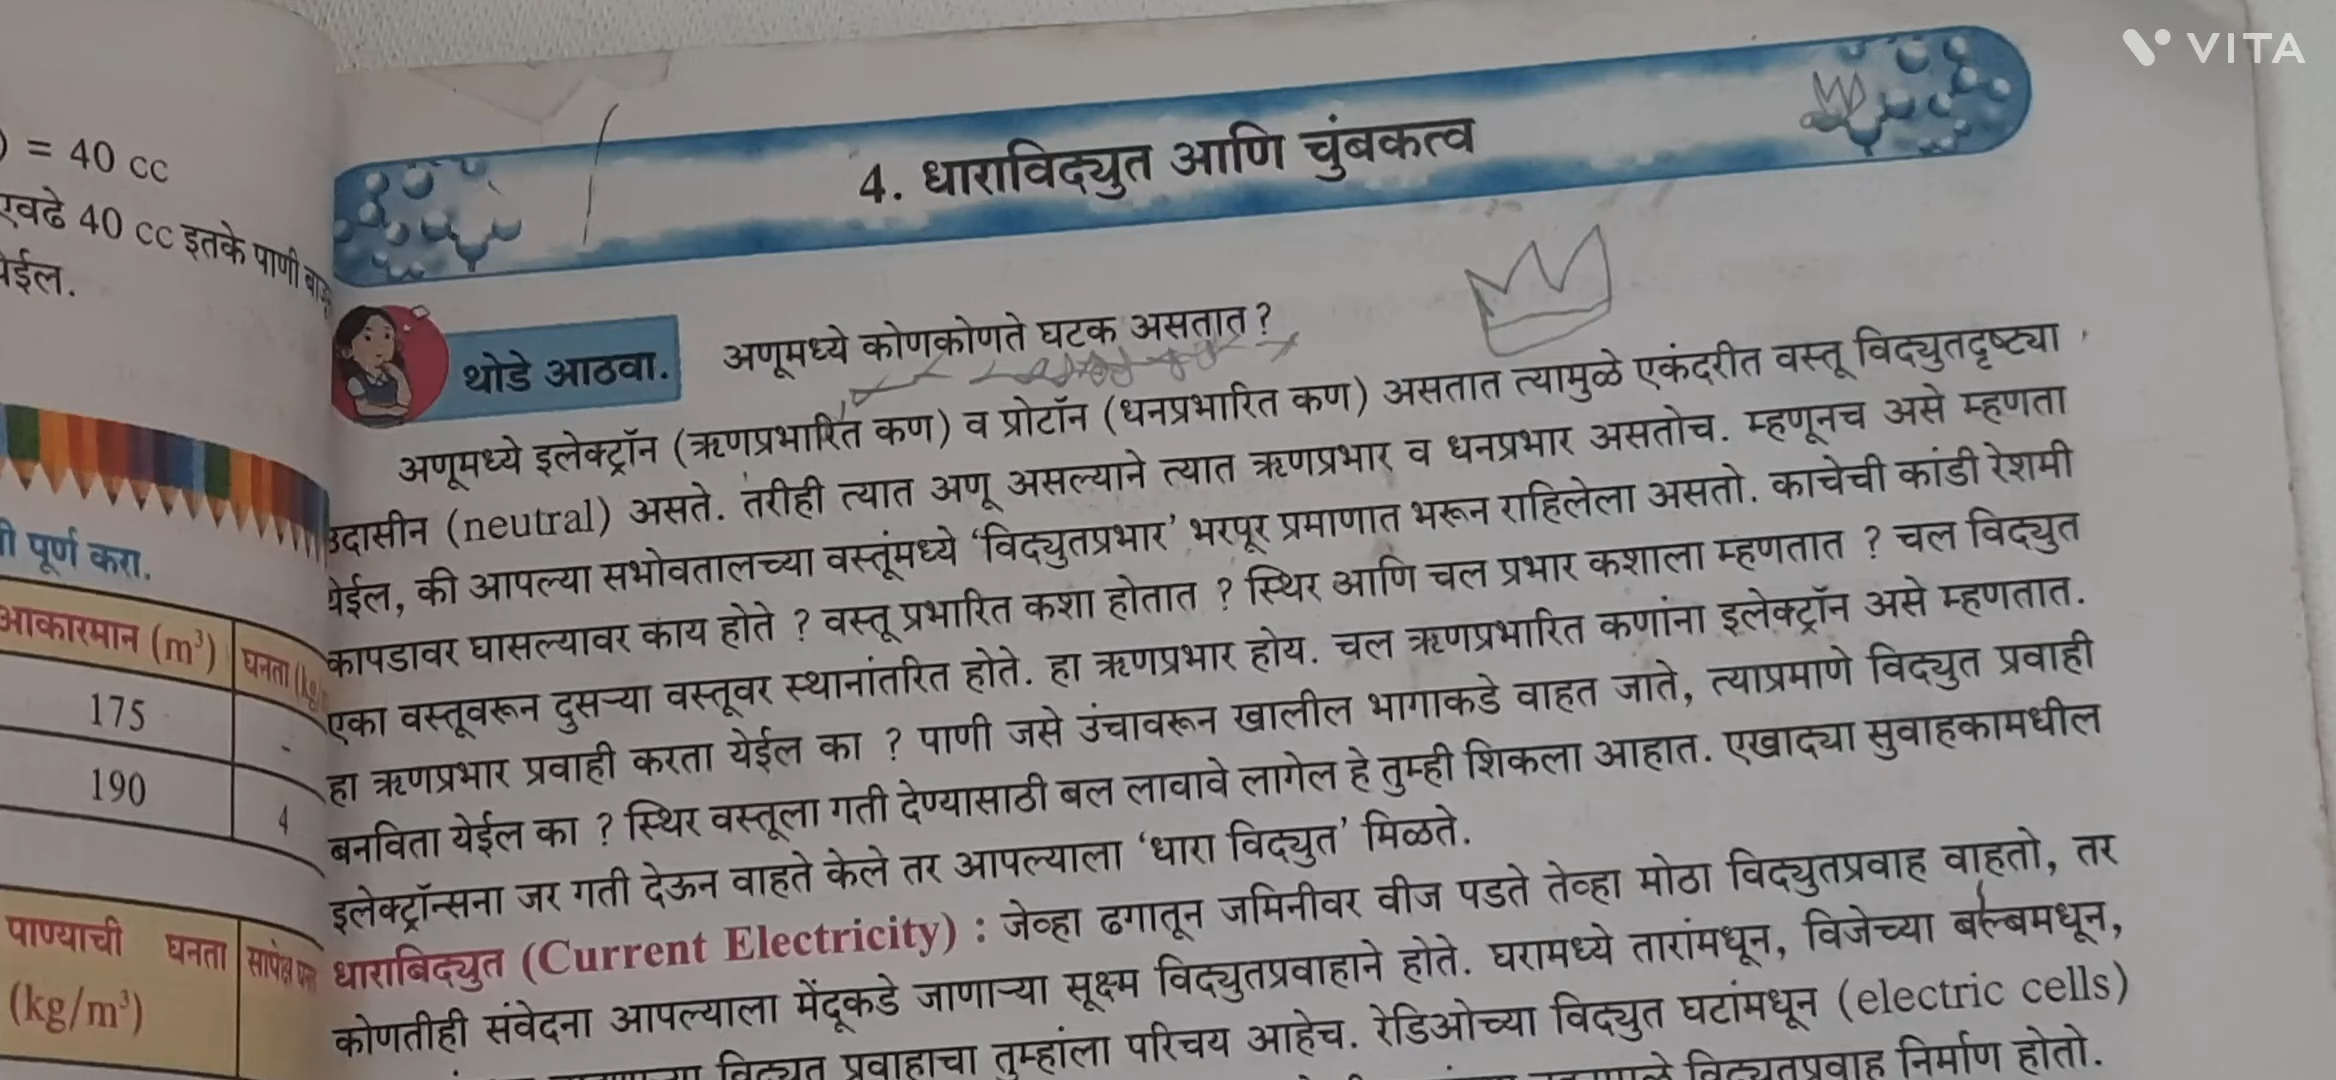 ) = 40 cc
एवढे 40 cc इतके पाणी
येईल.
पूर्ण करा.
आकारमान (m³) घनता
175 -
190 4
पाण्याची घनता सापेक्ष
(kg/m³)
VITA
4. धाराविद्युत आणि चुंबकत्व
थोडे आठवा. अणूमध्ये कोणकोणते घटक असतात ?
अणूमध्ये इलेक्ट्रॉन (ऋणप्रभारित कण) व प्रोटॉन (धनप्रभारित कण) असतात त्यामुळे एकंदरीत वस्तू विद्युतदृष्ट्या
उदासीन (neutral) असते. तरीही त्यात अणू असल्याने त्यात ऋणप्रभार व धनप्रभार असतोच. म्हणूनच असे म्हणता
येईल, की आपल्या सभोवतालच्या वस्तूंमध्ये ‘विद्युतप्रभार’ भरपूर प्रमाणात भरून राहिलेला असतो. काचेची कांडी रेशमी
कापडावर घासल्यावर काय होते ? वस्तू प्रभारित कशा होतात ? स्थिर आणि चल प्रभार कशाला म्हणतात ? चल विद्युत
एका वस्तूवरून दुसऱ्या वस्तूवर स्थानांतरित होते. हा ऋणप्रभार होय. चल ऋणप्रभारित कणांना इलेक्ट्रॉन असे म्हणतात.
हा ऋणप्रभार प्रवाही करता येईल का ? पाणी जसे उंचावरून खालील भागाकडे वाहत जाते, त्याप्रमाणे विद्युत प्रवाही
बनविता येईल का ? स्थिर वस्तूला गती देण्यासाठी बल लावावे लागेल हे तुम्ही शिकला आहात. एखाद्या सुवाहकामधील
इलेक्ट्रॉन्सना जर गती देऊन वाहते केले तर आपल्याला ‘धारा विद्युत’ मिळते.
धाराविद्युत (Current Electricity) : जेव्हा ढगातून जमिनीवर वीज पडते तेव्हा मोठा विद्युतप्रवाह वाहतो, तर
कोणतीही संवेदना आपल्याला मेंदूकडे जाणाऱ्या सूक्ष्म विद्युतप्रवाहाने होते. घरामध्ये तारांमधून, विजेच्या बल्बमधून,
विद्युत प्रवाहाचा तुम्हांला परिचय आहेच. रेडिओच्या विद्युत घटांमधून (electric cells)
विद्युतप्रवाह निर्माण होतो.